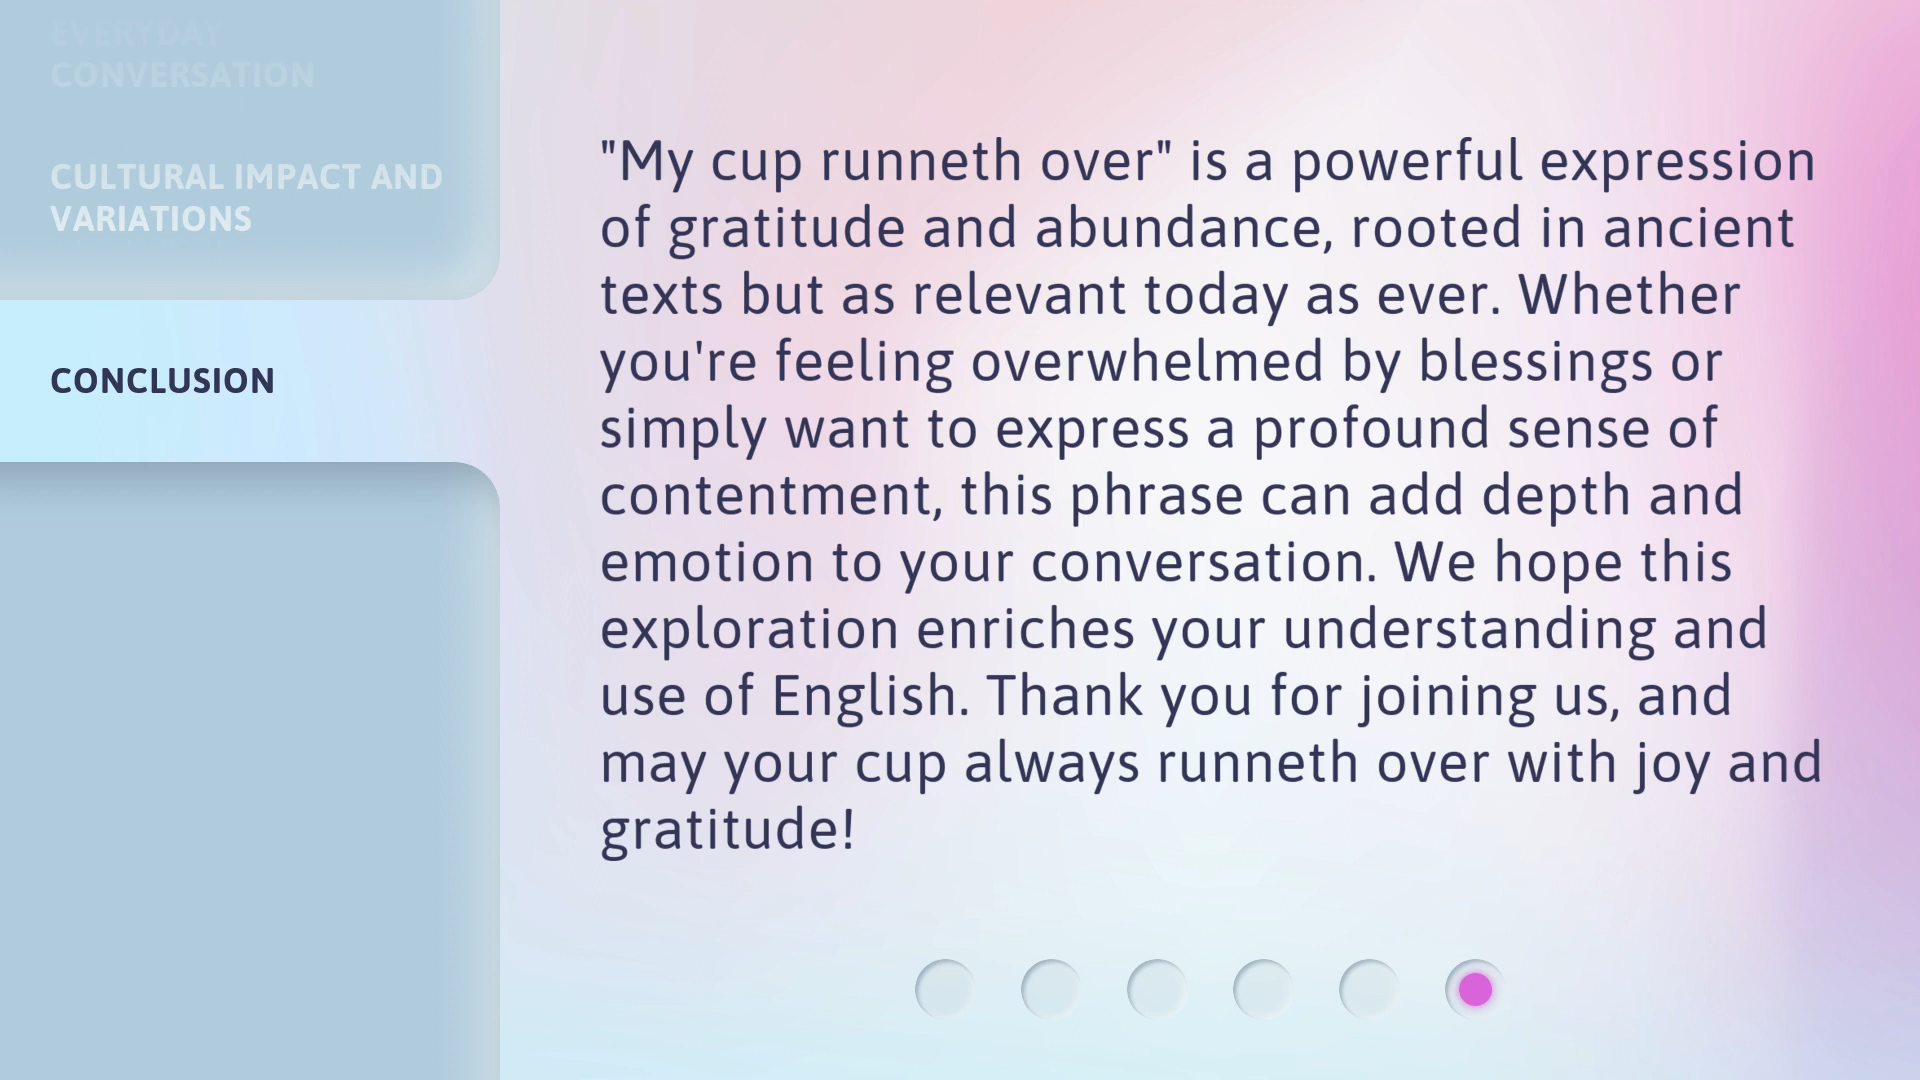 EVERYDAY
CONVERSATION
CULTURAL IMPACT AND
VARIATIONS
CONCLUSION
"My cup runneth over" is a powerful expression
of gratitude and abundance, rooted in ancient
texts but as relevant today as ever. Whether
you're feeling overwhelmed by blessings or
simply want to express a profound sense of
contentment, this phrase can add depth and
emotion to your conversation. We hope this
exploration enriches your understanding and
use of English. Thank you for joining us, and
may your cup always runneth over with joy and
gratitude!